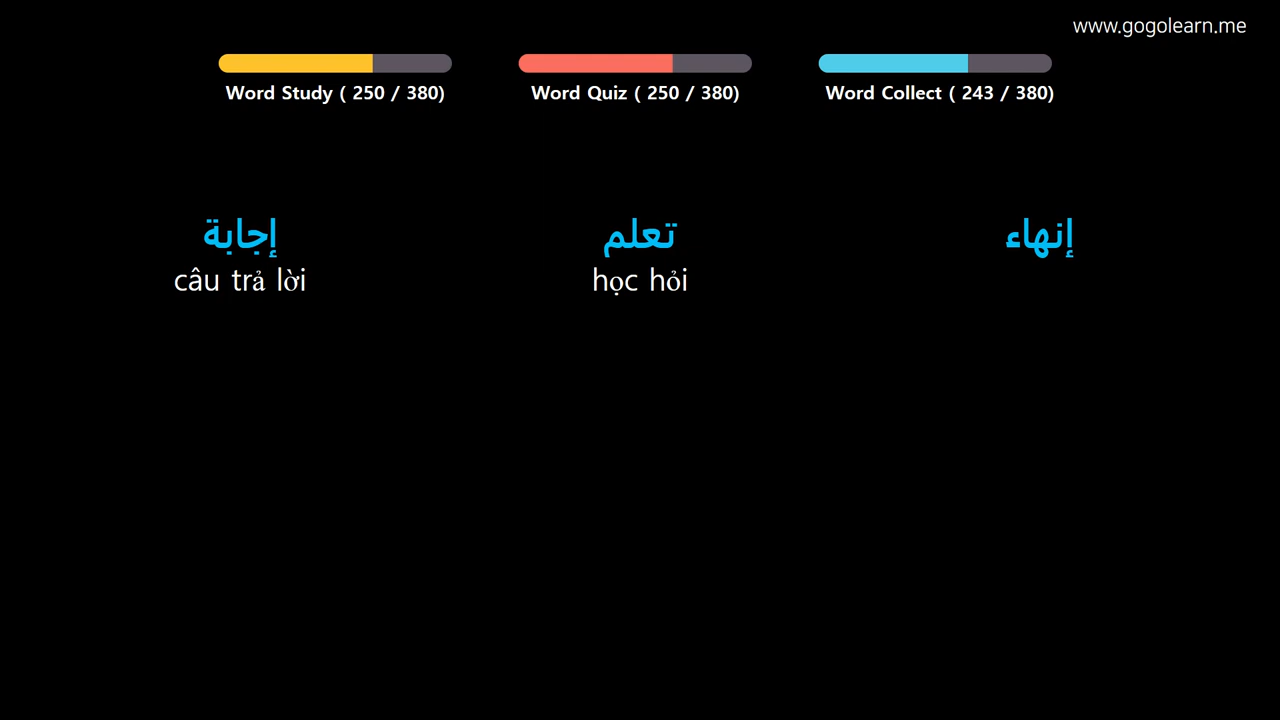 www.gogolearn.me
Word Study ( 250 / 380)
Word Quiz ( 250 / 380)
Word Collect ( 243 / 380)
إجابة
câu trả lời
تعلم
học hỏi
إنهاء